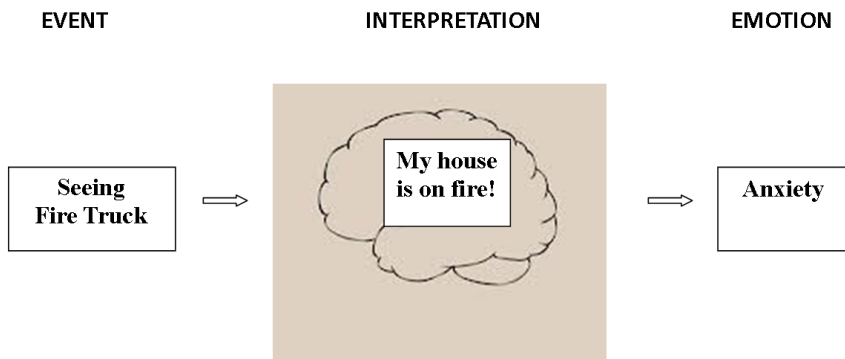 EVENT
INTERPRETATION
EMOTION
Seeing
Fire Truck
My house
is on fire!
Anxiety